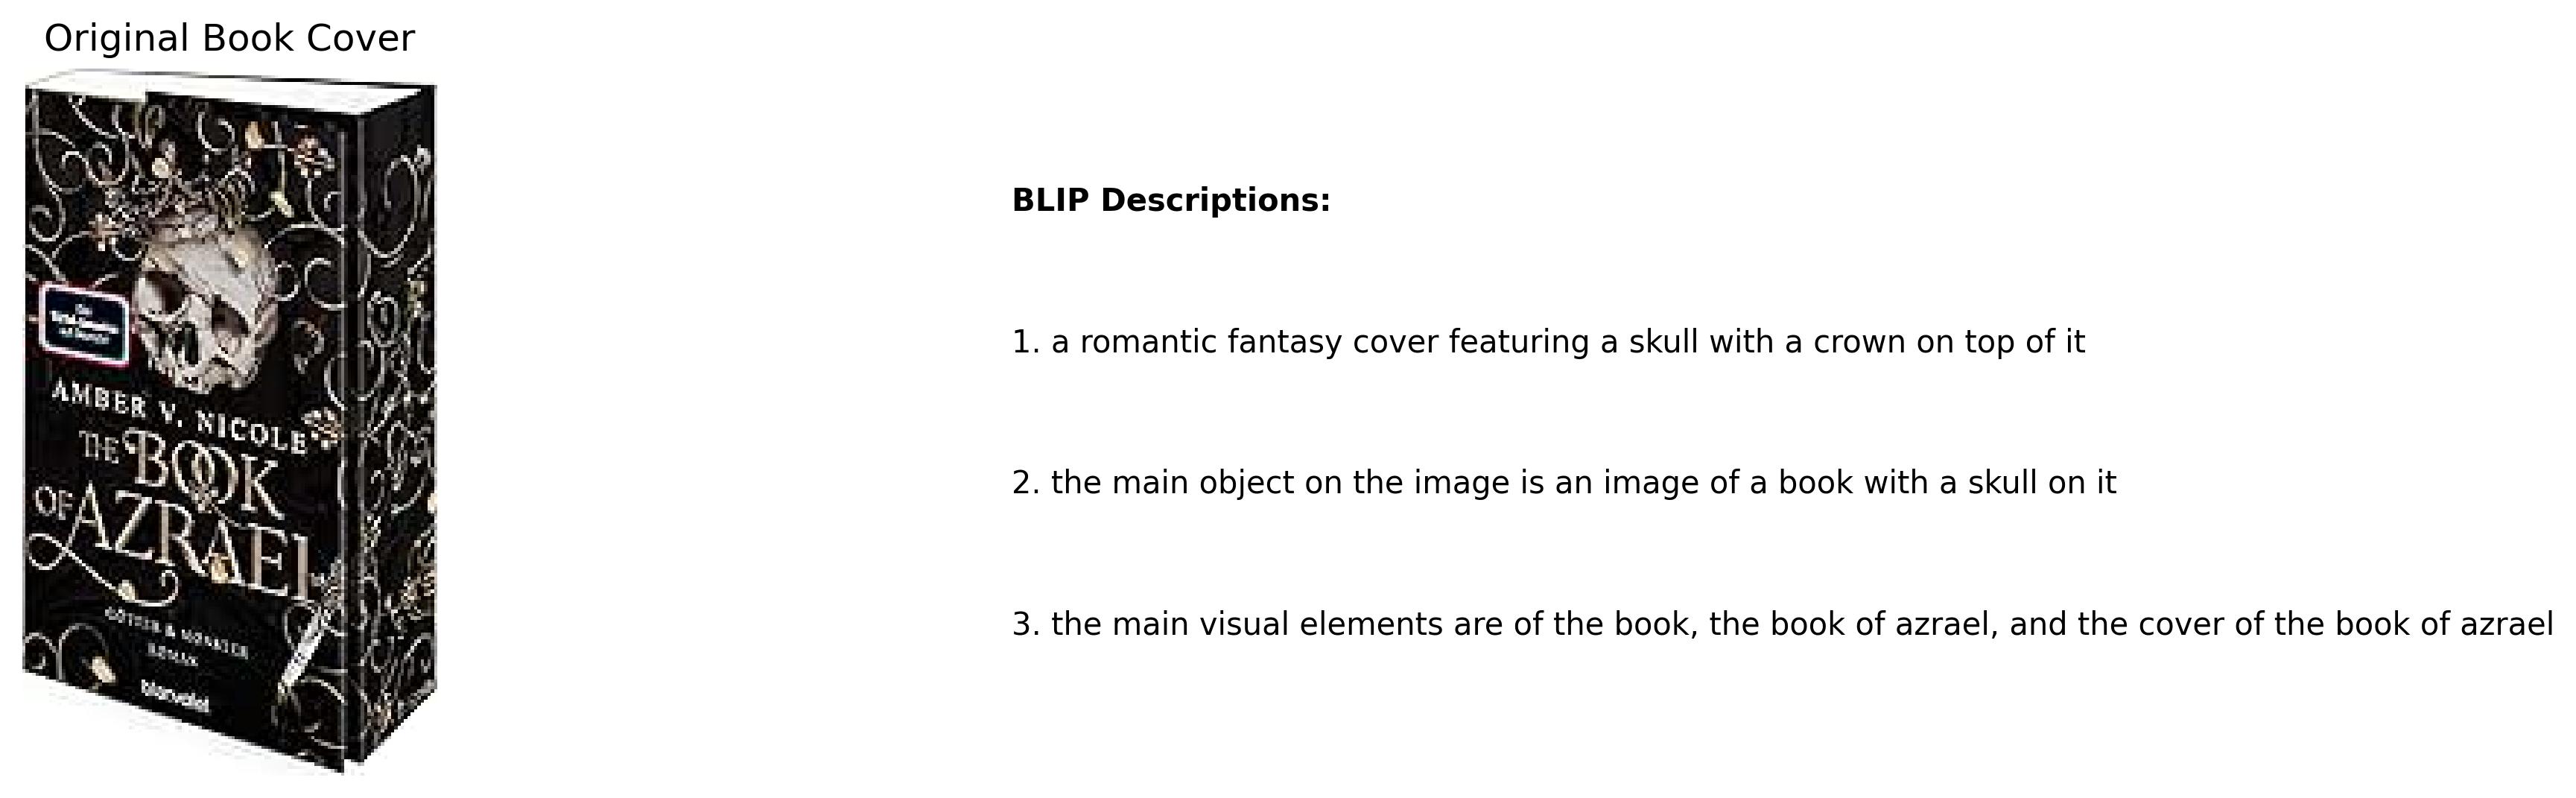 Original Book Cover
AMBER V. NICOLE
THE BOOK
OF AZRAEL
ROMAN
blanvalet
BLIP Descriptions:
1. a romantic fantasy cover featuring a skull with a crown on top of it
2. the main object on the image is an image of a book with a skull on it
3. the main visual elements are of the book, the book of azrael, and the cover of the book of azrael